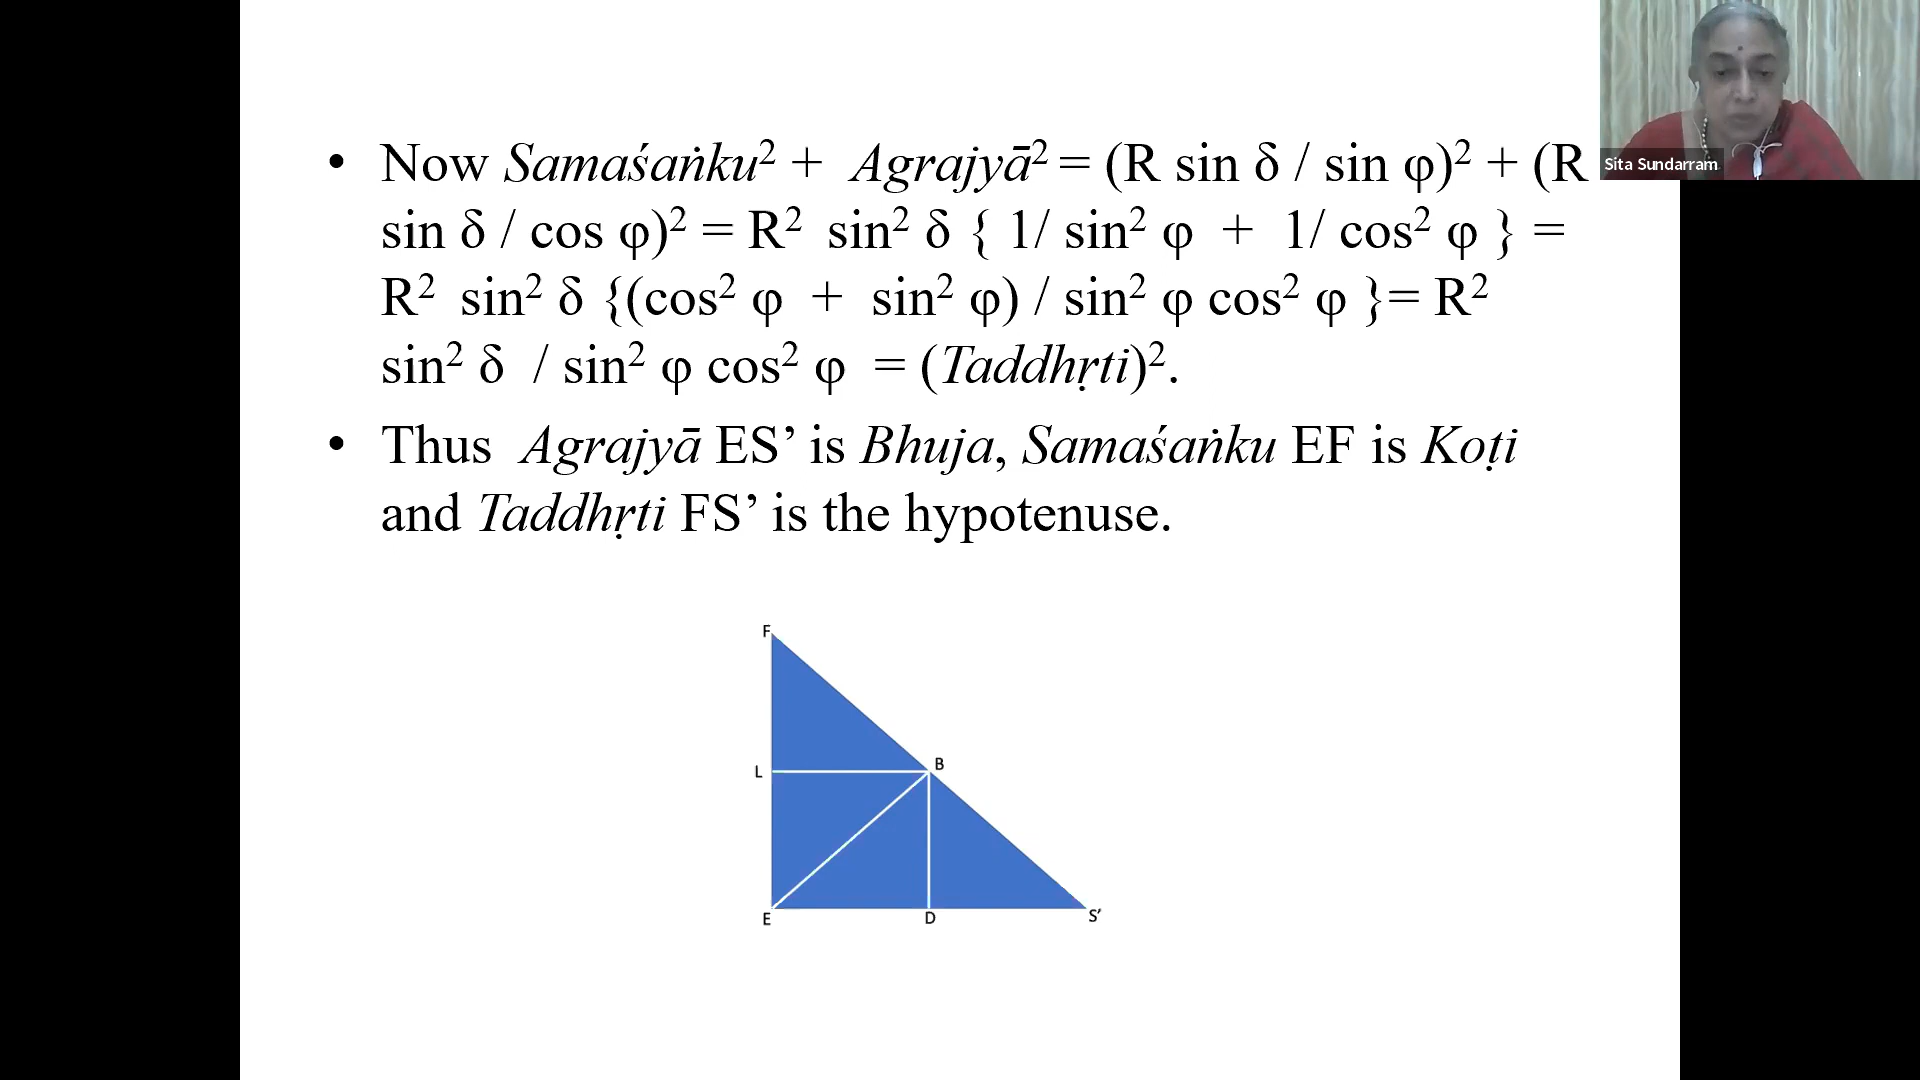 • Now Samaśaṅku² + Agrajyā² = (R sin δ / sin φ)² + (R
sin δ / cos φ)² = R² sin² δ { 1/ sin² φ + 1/ cos² φ } =
R² sin² δ {(cos² φ + sin² φ) / sin² φ cos² φ }= R²
sin² δ / sin² φ cos² φ = (Taddhṛti)².
• Thus Agrajyā ES’ is Bhuja, Samaśaṅku EF is Koṭi
and Taddhṛti FS’ is the hypotenuse.
Sita Sundarram
F
L
B
E
D
S’